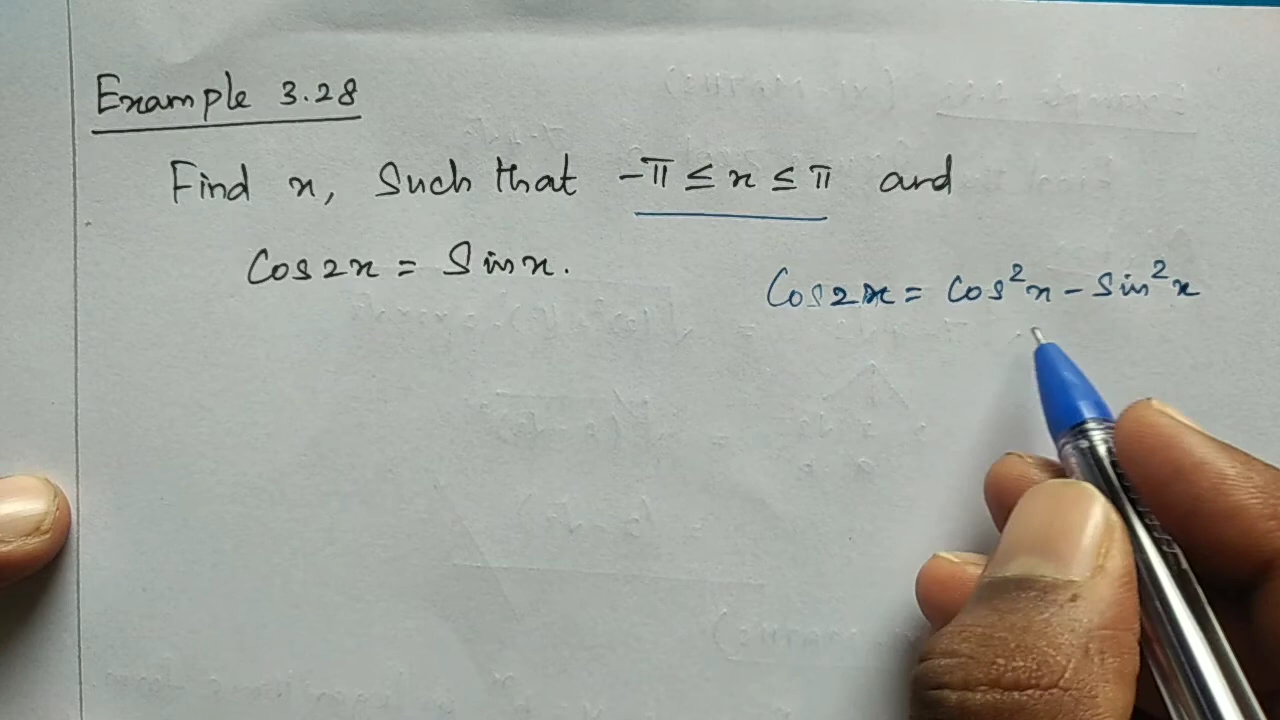 Example 3.28
Find x, Such that -π ≤ x ≤ π and
Cos2x = Sinx.
Cos2x = Cos²x - Sin²x